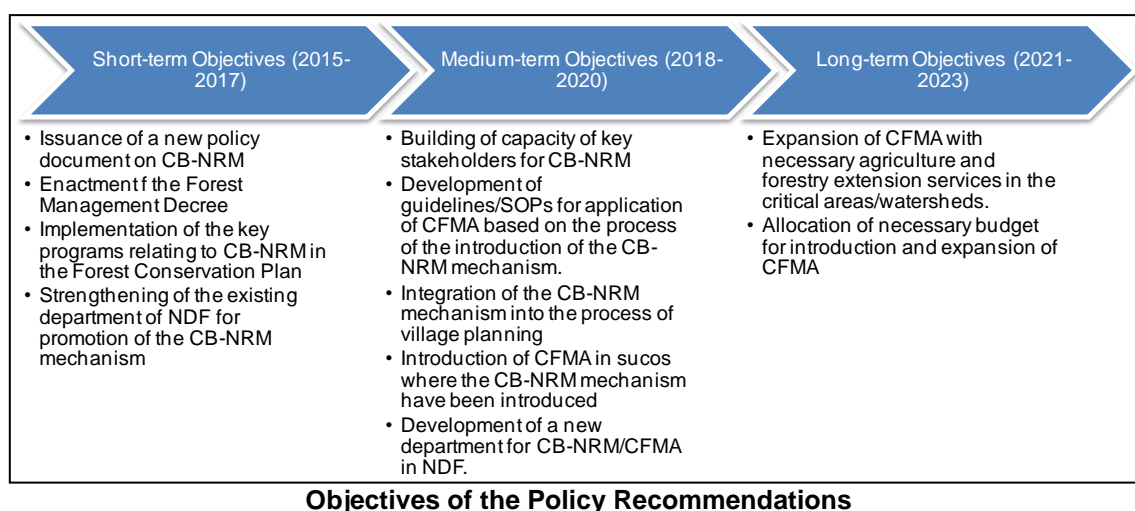 Short-term Objectives (2015-
2017)
• Issuance of a new policy
document on CB-NRM
• Enactment f the Forest
Management Decree
• Implementation of the key
programs relating to CB-NRM in
the Forest Conservation Plan
• Strengthening of the existing
department of NDF for
promotion of the CB-NRM
mechanism
Medium-term Objectives (2018-
2020)
• Building of capacity of key
stakeholders for CB-NRM
• Development of
guidelines/SOPs for application
of CFMA based on the process
of the introduction of the CB-
NRM mechanism.
• Integration of the CB-NRM
mechanism into the process of
village planning
• Introduction of CFMA in sucos
where the CB-NRM mechanism
have been introduced
• Development of a new
department for CB-NRM/CFMA
in NDF.
Long-term Objectives (2021-
2023)
• Expansion of CFMA with
necessary agriculture and
forestry extension services in the
critical areas/watersheds.
• Allocation of necessary budget
for introduction and expansion of
CFMA
Objectives of the Policy Recommendations